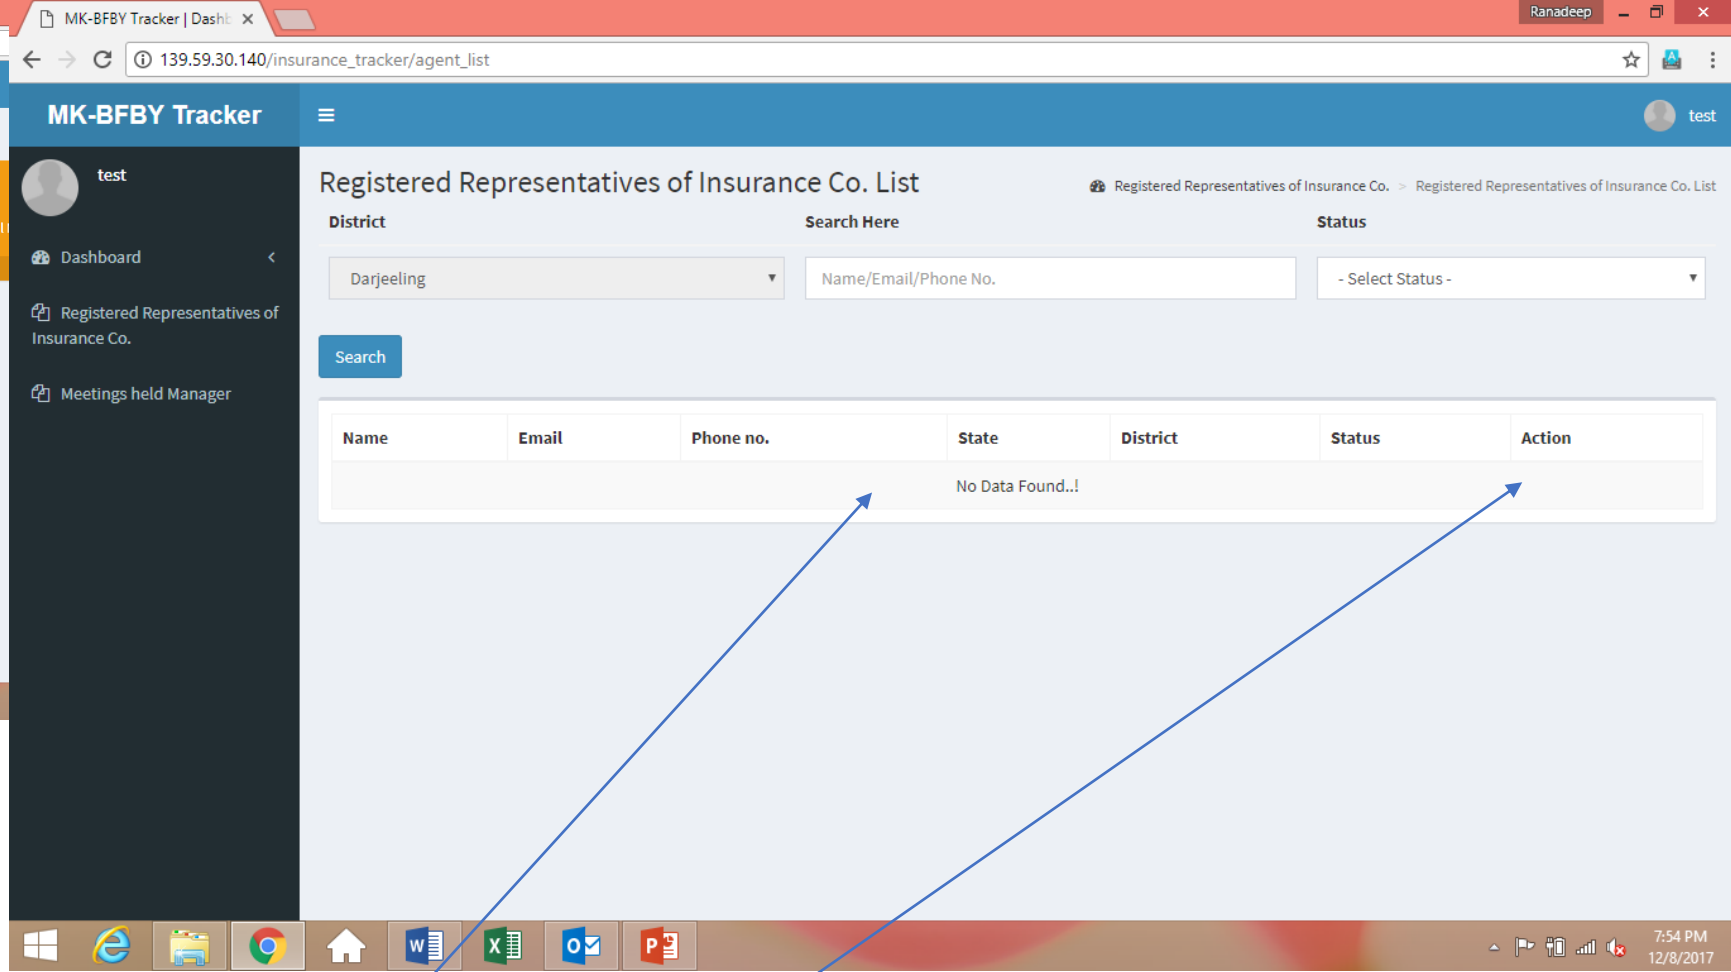 MK-BFBY Tracker | Dashb
Ranadeep
139.59.30.140/insurance_tracker/agent_list
MK-BFBY Tracker
test
test
Registered Representatives of Insurance Co. List
Registered Representatives of Insurance Co. > Registered Representatives of Insurance Co. List
District
Search Here
Status
Dashboard
Darjeeling
Name/Email/Phone No.
- Select Status -
Registered Representatives of
Insurance Co.
Search
Meetings held Manager
Name Email Phone no. State District Status Action
No Data Found..!
7:54 PM
12/8/2017